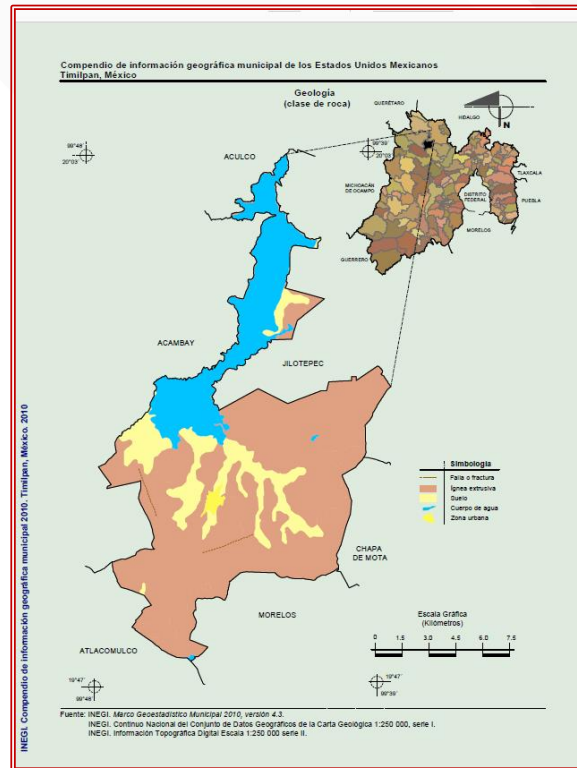 Compendio de información geográfica municipal de los Estados Unidos Mexicanos
Timilpan, México
Geología
(clase de roca)
QUERÉTARO
HIDALGO
N
99°48'
20°03'
99°39'
20°03'
ACULCO
TLAXCALA
MICHOACÁN
DE OCAMPO
DISTRITO
FEDERAL
PUEBLA
MORELOS
GUERRERO
ACAMBAY
JILOTEPEC
Simbología
Falla o fractura
Ígnea extrusiva
Suelo
Cuerpo de agua
Zona urbana
CHAPA
DE MOTA
MORELOS
ATLACOMULCO
Escala Gráfica
(Kilómetros)
0 1.5 3.0 4.5 6.0 7.5
19°47'
99°48'
19°47'
99°39'
Fuente: INEGI. Marco Geoestadístico Municipal 2010, versión 4.3.
INEGI. Continuo Nacional del Conjunto de Datos Geográficos de la Carta Geológica 1:250 000, serie I.
INEGI. Información Topográfica Digital Escala 1:250 000 serie II.
INEGI. Compendio de información geográfica municipal 2010. Timilpan, México. 2010